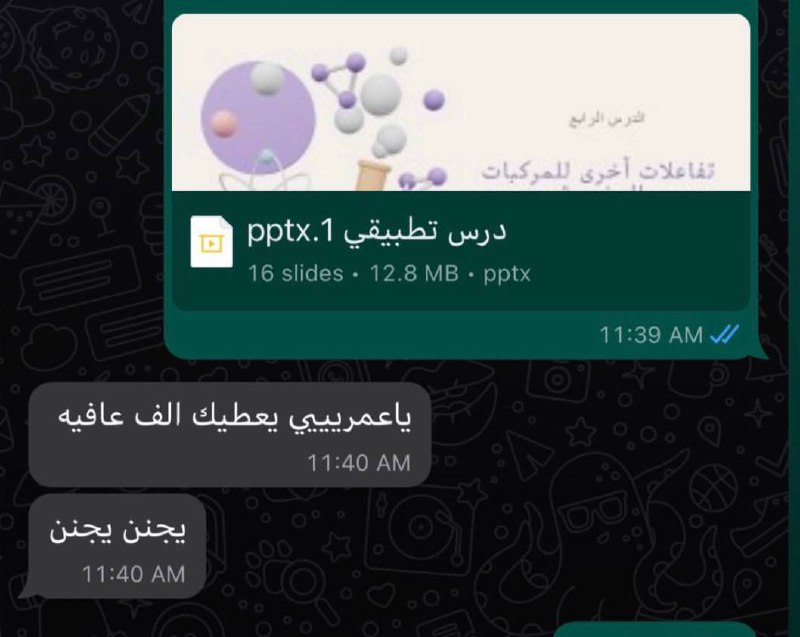 الدرس الرابع
تفاعلات أخرى للمركبات
درس تطبيقي 1.pptx
16 slides • 12.8 MB • pptx
11:39 AM
ياعمرييي يعطيك الف عافيه
11:40 AM
يجنن يجنن
11:40 AM